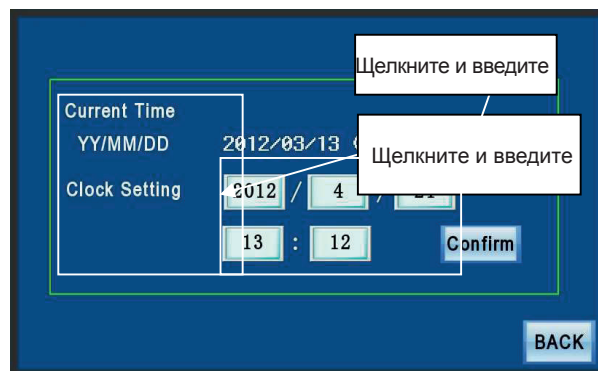 Щелкните и введите
Current Time
YY/MM/DD 2012/03/13
Щелкните и введите
Clock Setting 2012 / 4 /
13 : 12 Confirm
BACK